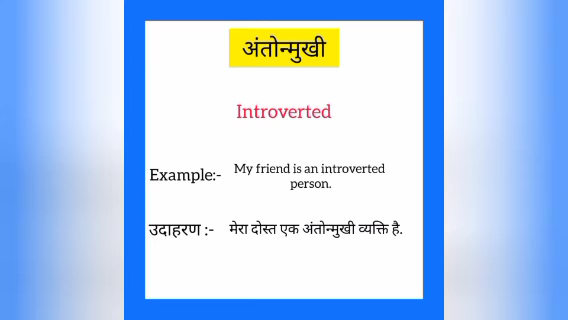 अंतोन्मुखी
Introverted
Example:- My friend is an introverted
person.
उदाहरण :- मेरा दोस्त एक अंतोन्मुखी व्यक्ति है.